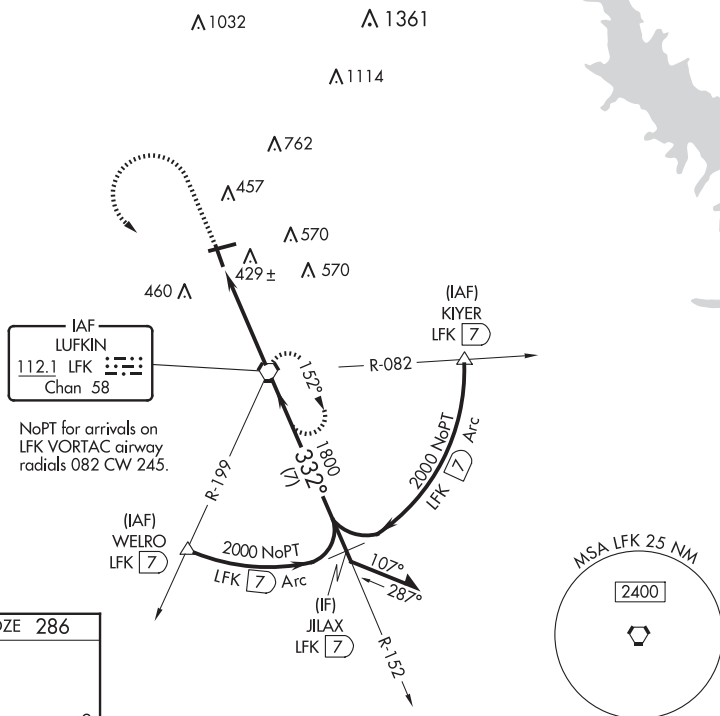 1032
1361
1114
762
457
570
429 ±
570
460
IAF
LUFKIN
112.1 LFK
Chan 58
NoPT for arrivals on
LFK VORTAC airway
radials 082 CW 245.
(IAF)
KIYER
LFK 7
R-082
152°
1800
332°
(7)
2000 NoPT
LFK 7 Arc
R-199
(IAF)
WELRO
LFK 7
2000 NoPT
LFK 7 Arc
107°
287°
(IF)
JILAX
LFK 7
R-152
MSA LFK 25 NM
2400
DZE 286